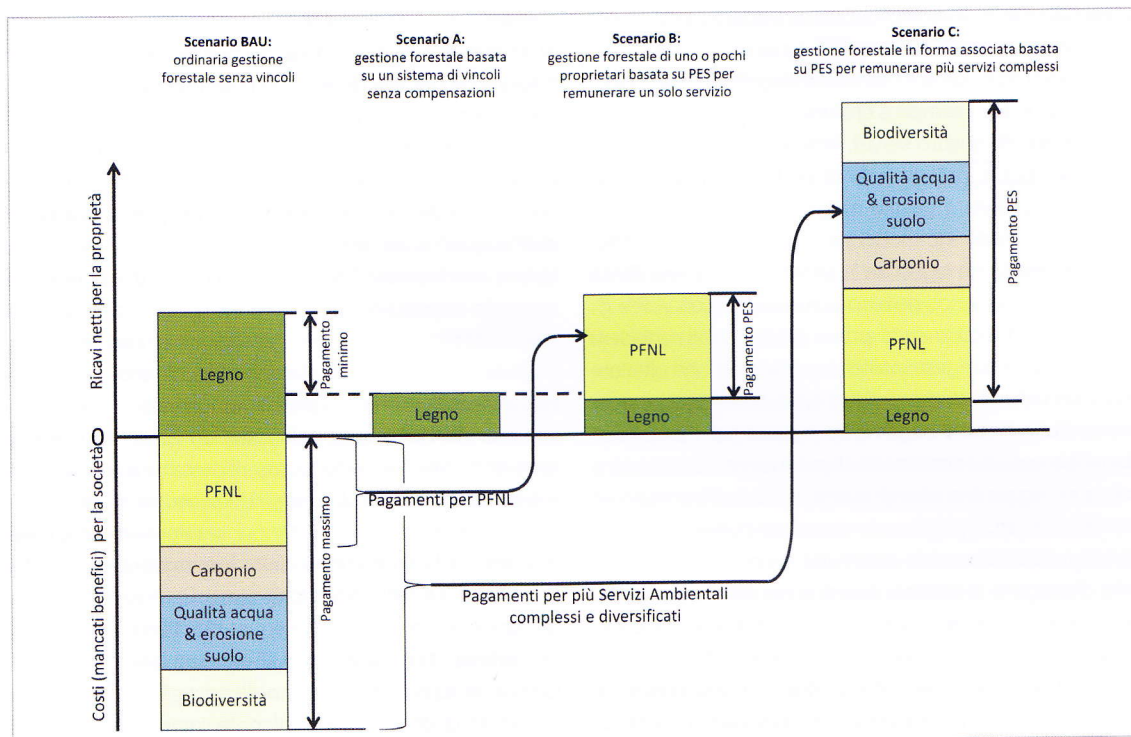 Scenario BAU:
ordinaria gestione
forestale senza vincoli
Scenario A:
gestione forestale basata
su un sistema di vincoli
senza compensazioni
Scenario B:
gestione forestale di uno o pochi
proprietari basata su PES per
remunerare un solo servizio
Scenario C:
gestione forestale in forma associata basata
su PES per remunerare più servizi complessi
Ricavi netti per la proprietà
O
Costi (mancati benefici) per la società
Legno
Pagamento
minimo
PFNL
Carbonio
Qualità acqua
& erosione
suolo
Biodiversità
Pagamento massimo
Legno
Pagamenti per PFNL
Pagamenti per più Servizi Ambientali
complessi e diversificati
PFNL
Legno
Pagamento PES
Biodiversità
Qualità acqua
& erosione
suolo
Carbonio
PFNL
Legno
Pagamento PES